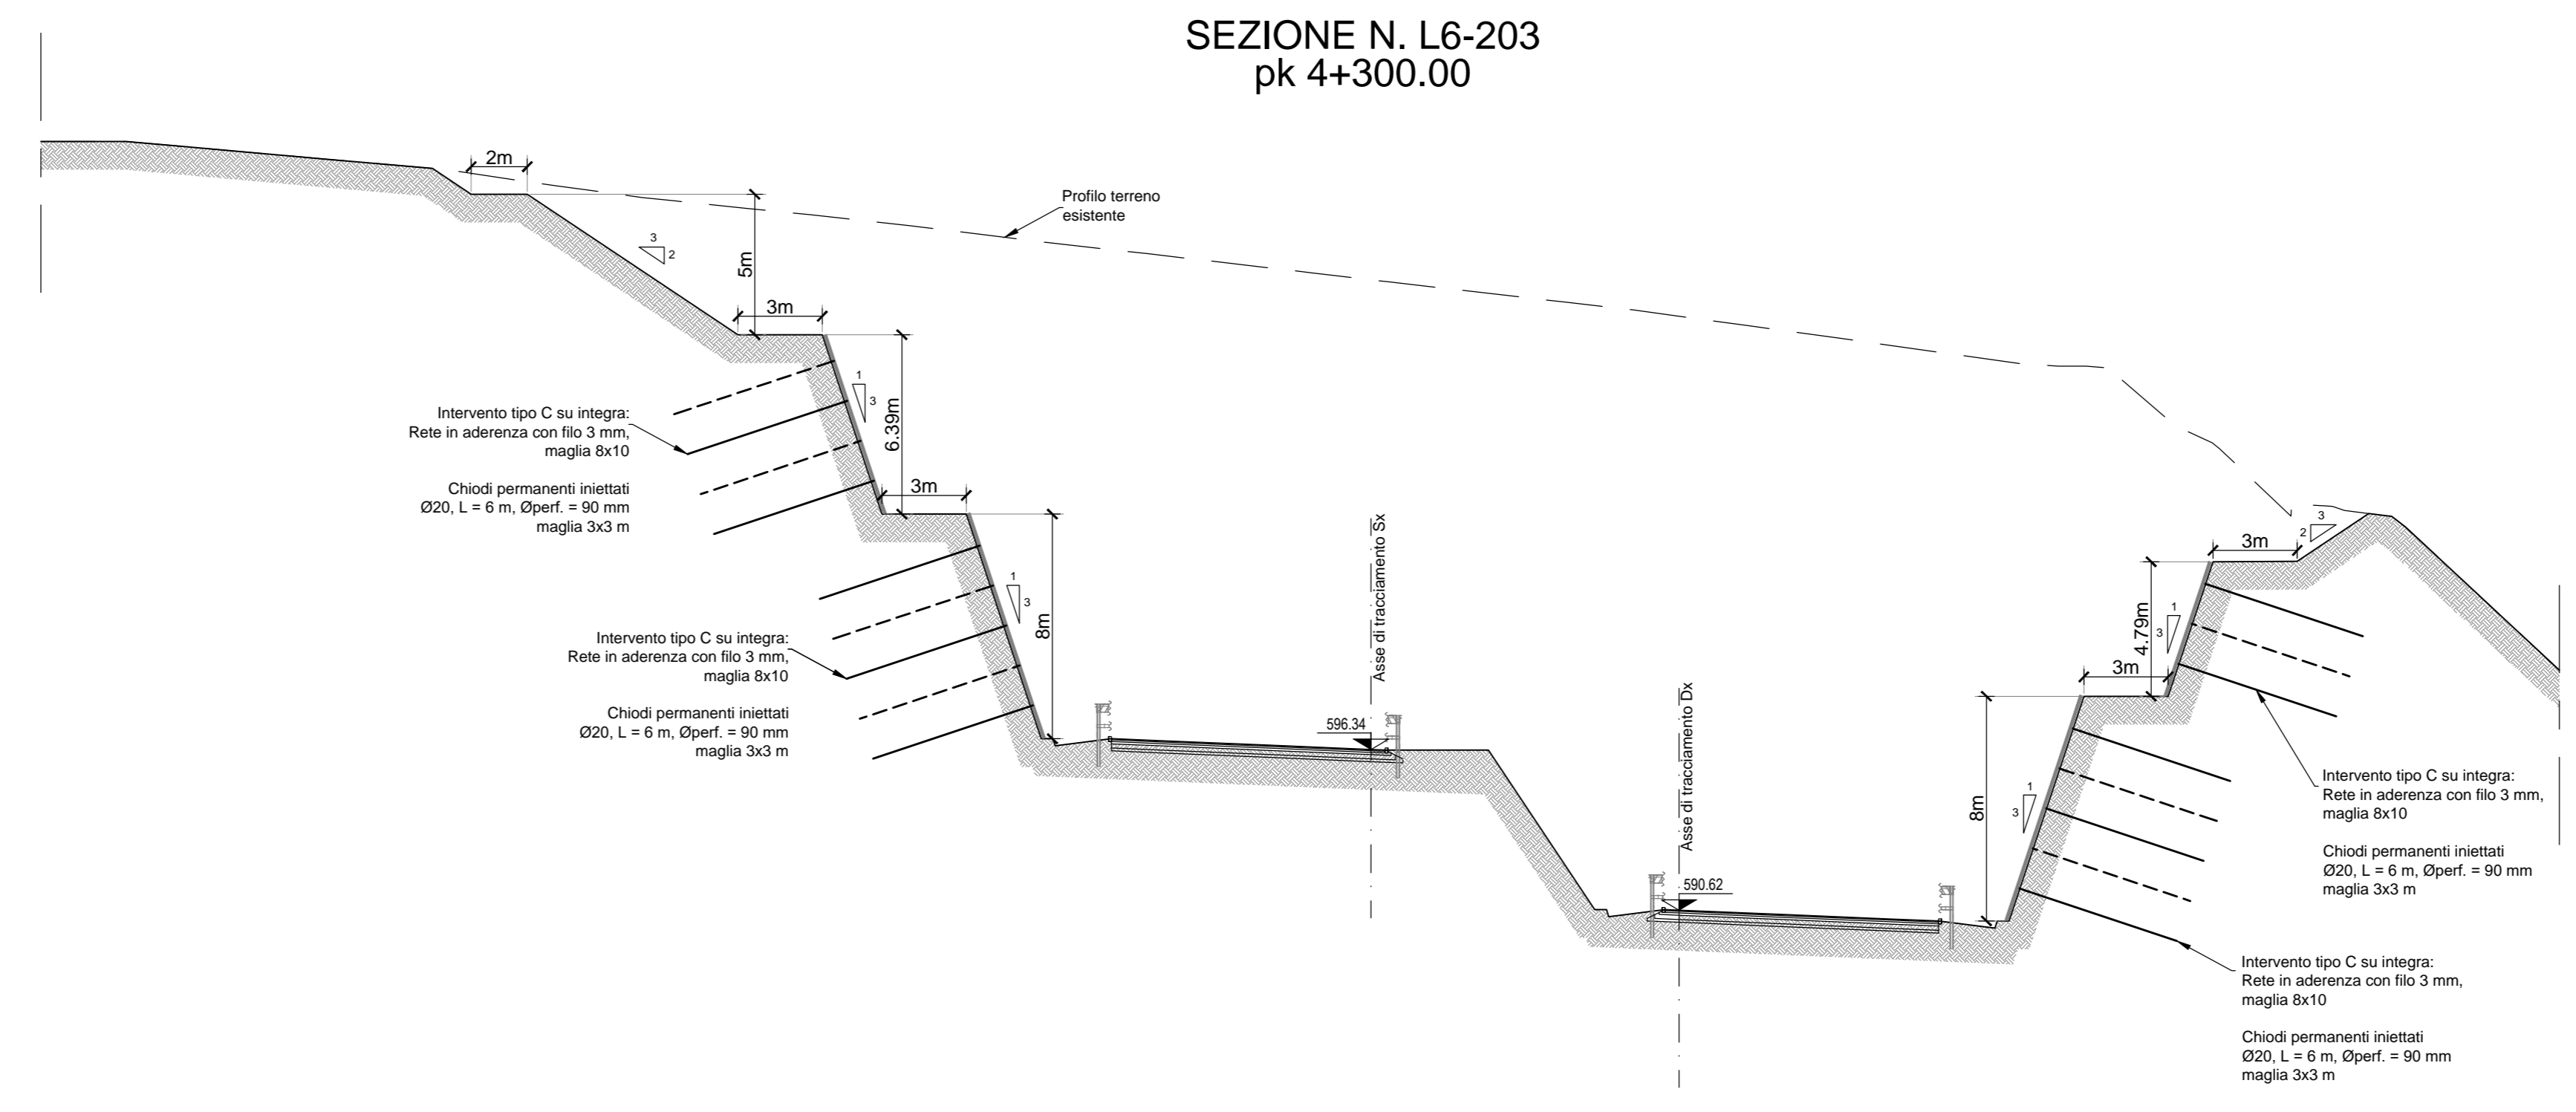 SEZIONE N. L6-203
pk 4+300.00
2m
Profilo terreno
esistente
3
2
5m
3m
1
3
6.39m
Intervento tipo C su integra:
Rete in aderenza con filo 3 mm,
maglia 8x10
Chiodi permanenti iniettati
Ø20, L = 6 m, Øperf. = 90 mm
maglia 3x3 m
3m
1
3
8m
Intervento tipo C su integra:
Rete in aderenza con filo 3 mm,
maglia 8x10
Chiodi permanenti iniettati
Ø20, L = 6 m, Øperf. = 90 mm
maglia 3x3 m
Asse di tracciamento Sx
596.34
Asse di tracciamento Dx
590.62
3
2
3m
4.79m
1
3
3m
8m
1
3
Intervento tipo C su integra:
Rete in aderenza con filo 3 mm,
maglia 8x10
Chiodi permanenti iniettati
Ø20, L = 6 m, Øperf. = 90 mm
maglia 3x3 m
Intervento tipo C su integra:
Rete in aderenza con filo 3 mm,
maglia 8x10
Chiodi permanenti iniettati
Ø20, L = 6 m, Øperf. = 90 mm
maglia 3x3 m